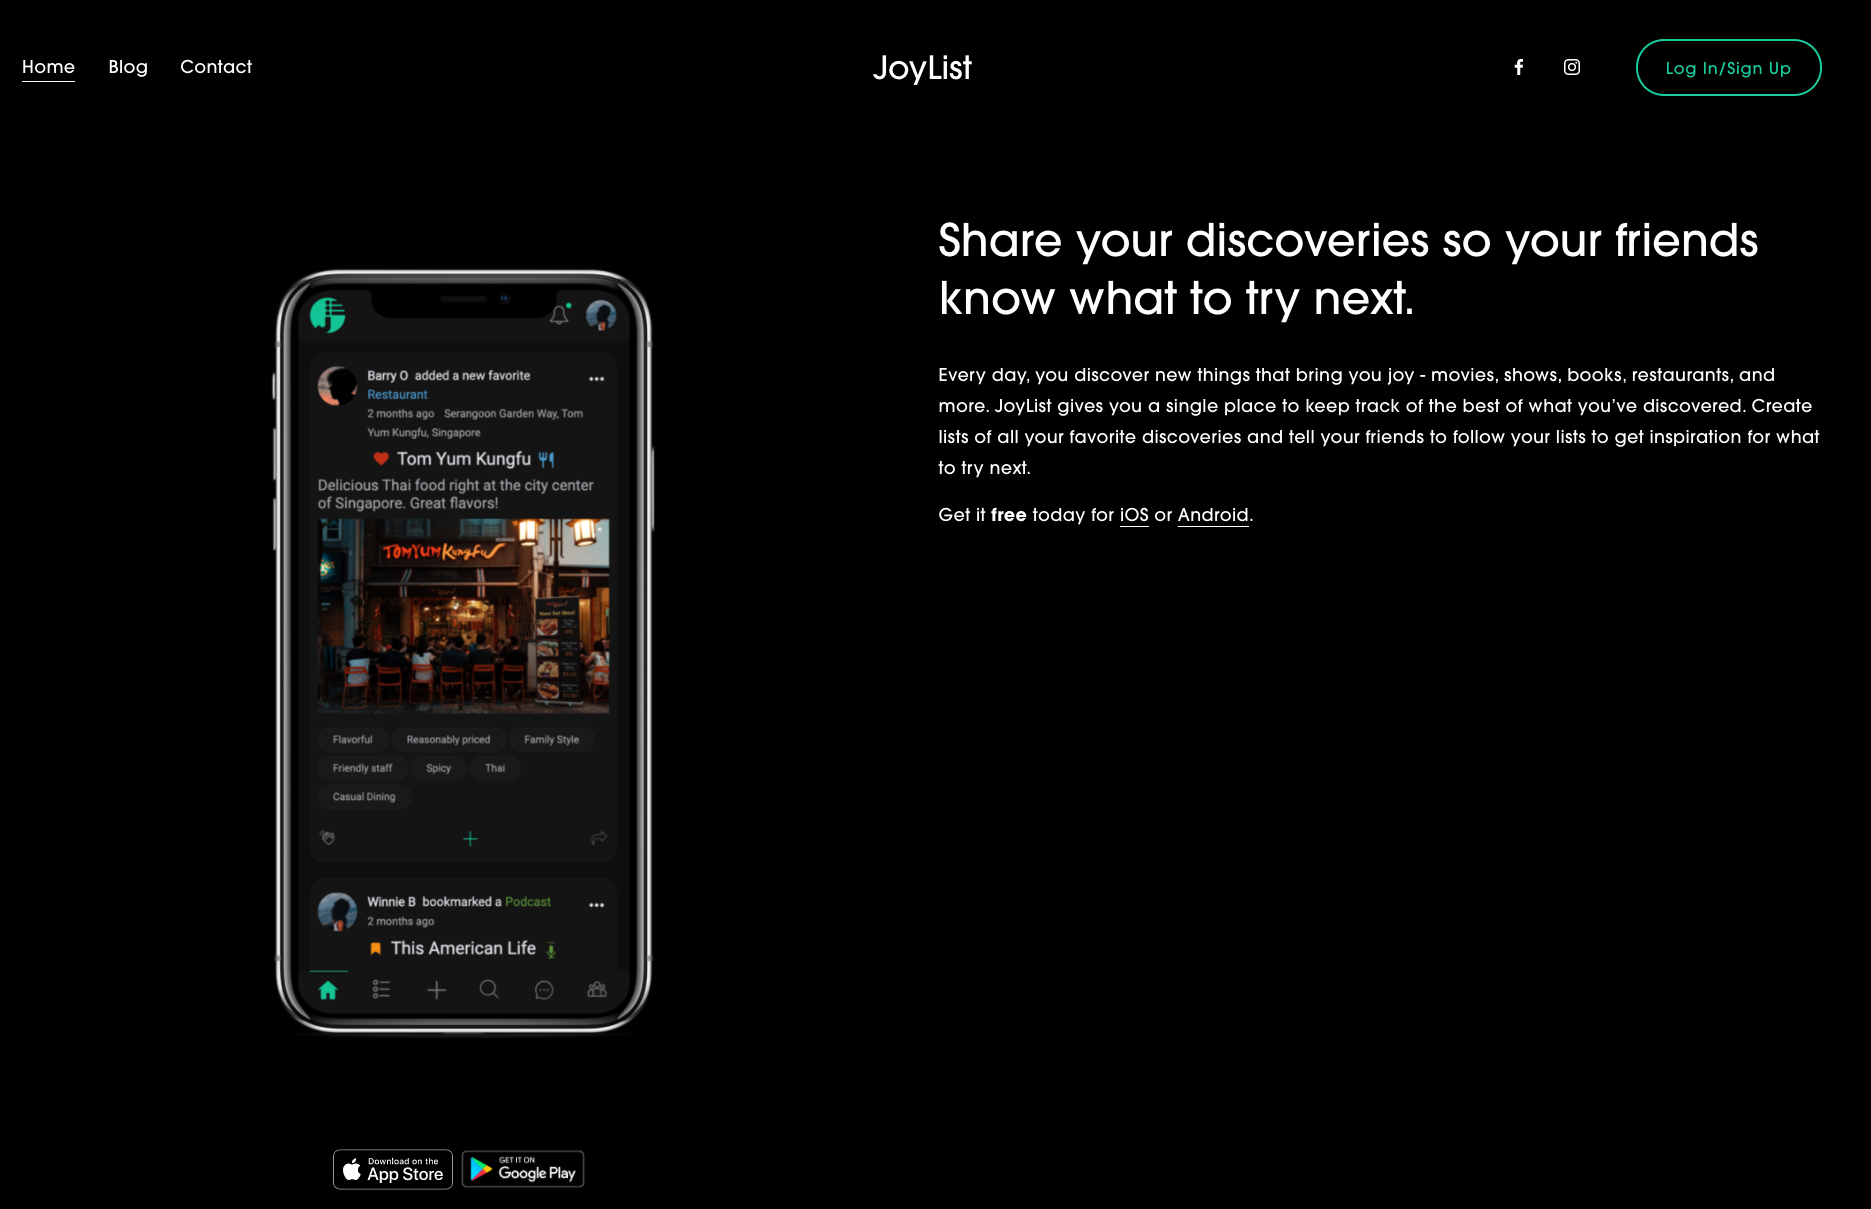 Home Blog Contact
JoyList
Log In/Sign Up
Share your discoveries so your friends
know what to try next.
Every day, you discover new things that bring you joy - movies, shows, books, restaurants, and
more. JoyList gives you a single place to keep track of the best of what you’ve discovered. Create
lists of all your favorite discoveries and tell your friends to follow your lists to get inspiration for what
to try next.
Get it free today for iOS or Android.
Barry O added a new favorite
Restaurant
2 months ago Serangoon Garden Way, Tom
Yum Kungfu, Singapore
Tom Yum Kungfu
Delicious Thai food right at the city center
of Singapore. Great flavors!
TOMYUM Kungfu
New Set Meal
Flavorful Reasonably priced Family Style
Friendly staff Spicy Thai
Casual Dining
Winnie B bookmarked a Podcast
2 months ago
This American Life
Download on the
App Store
GET IT ON
Google Play